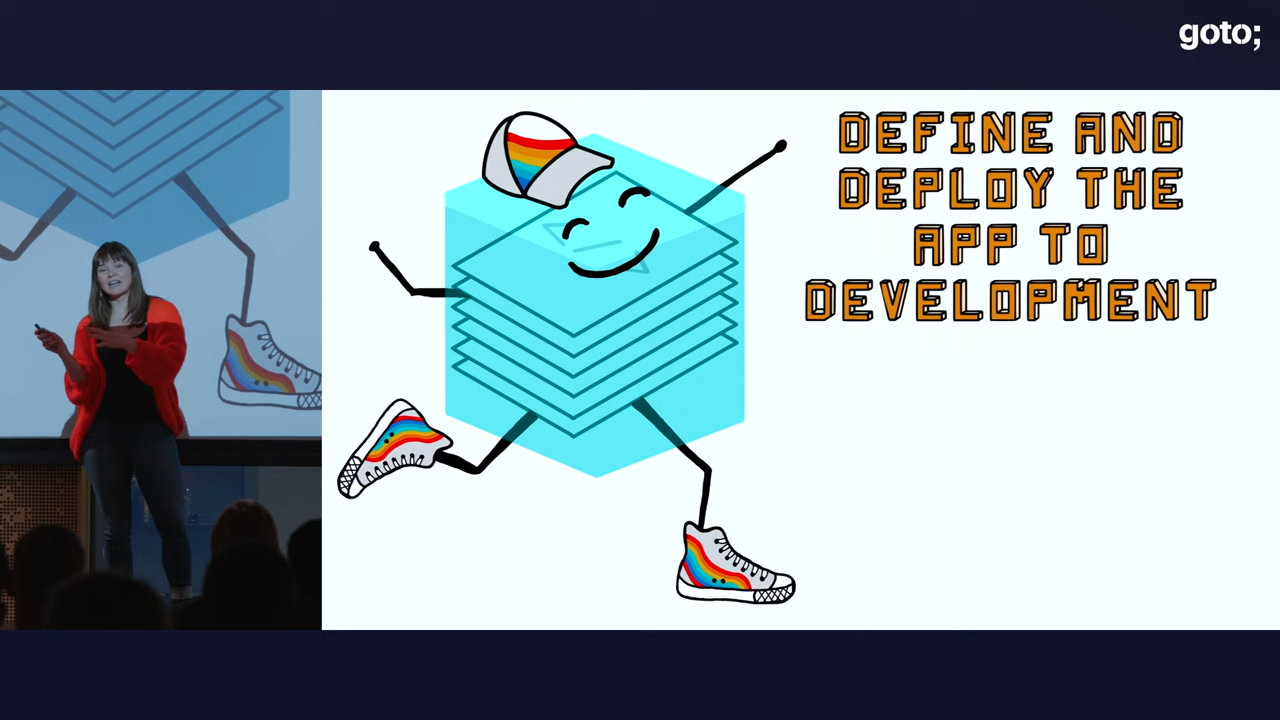 goto;
DEFINE AND
DEPLOY THE
APP TO
DEVELOPMENT